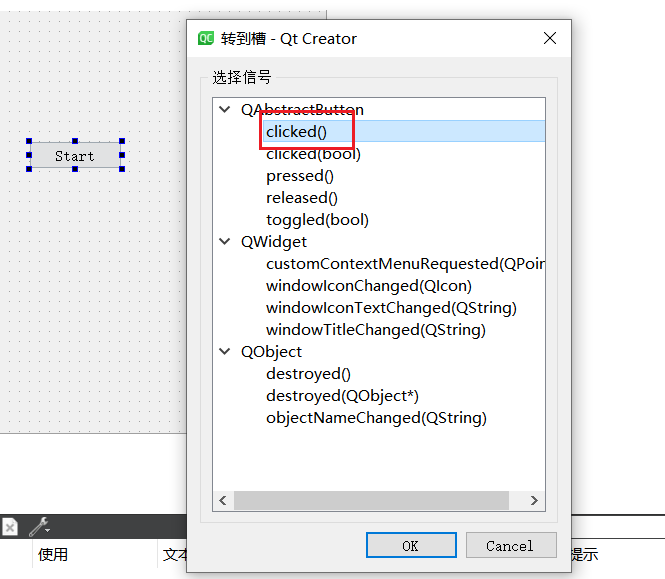 转到槽 - Qt Creator
选择信号
QAbstractButton
clicked()
clicked(bool)
pressed()
released()
toggled(bool)
QWidget
customContextMenuRequested(QPoin
windowIconChanged(QIcon)
windowIconTextChanged(QString)
windowTitleChanged(QString)
QObject
destroyed()
destroyed(QObject*)
objectNameChanged(QString)
Start
OK
Cancel
使用
文本
提示